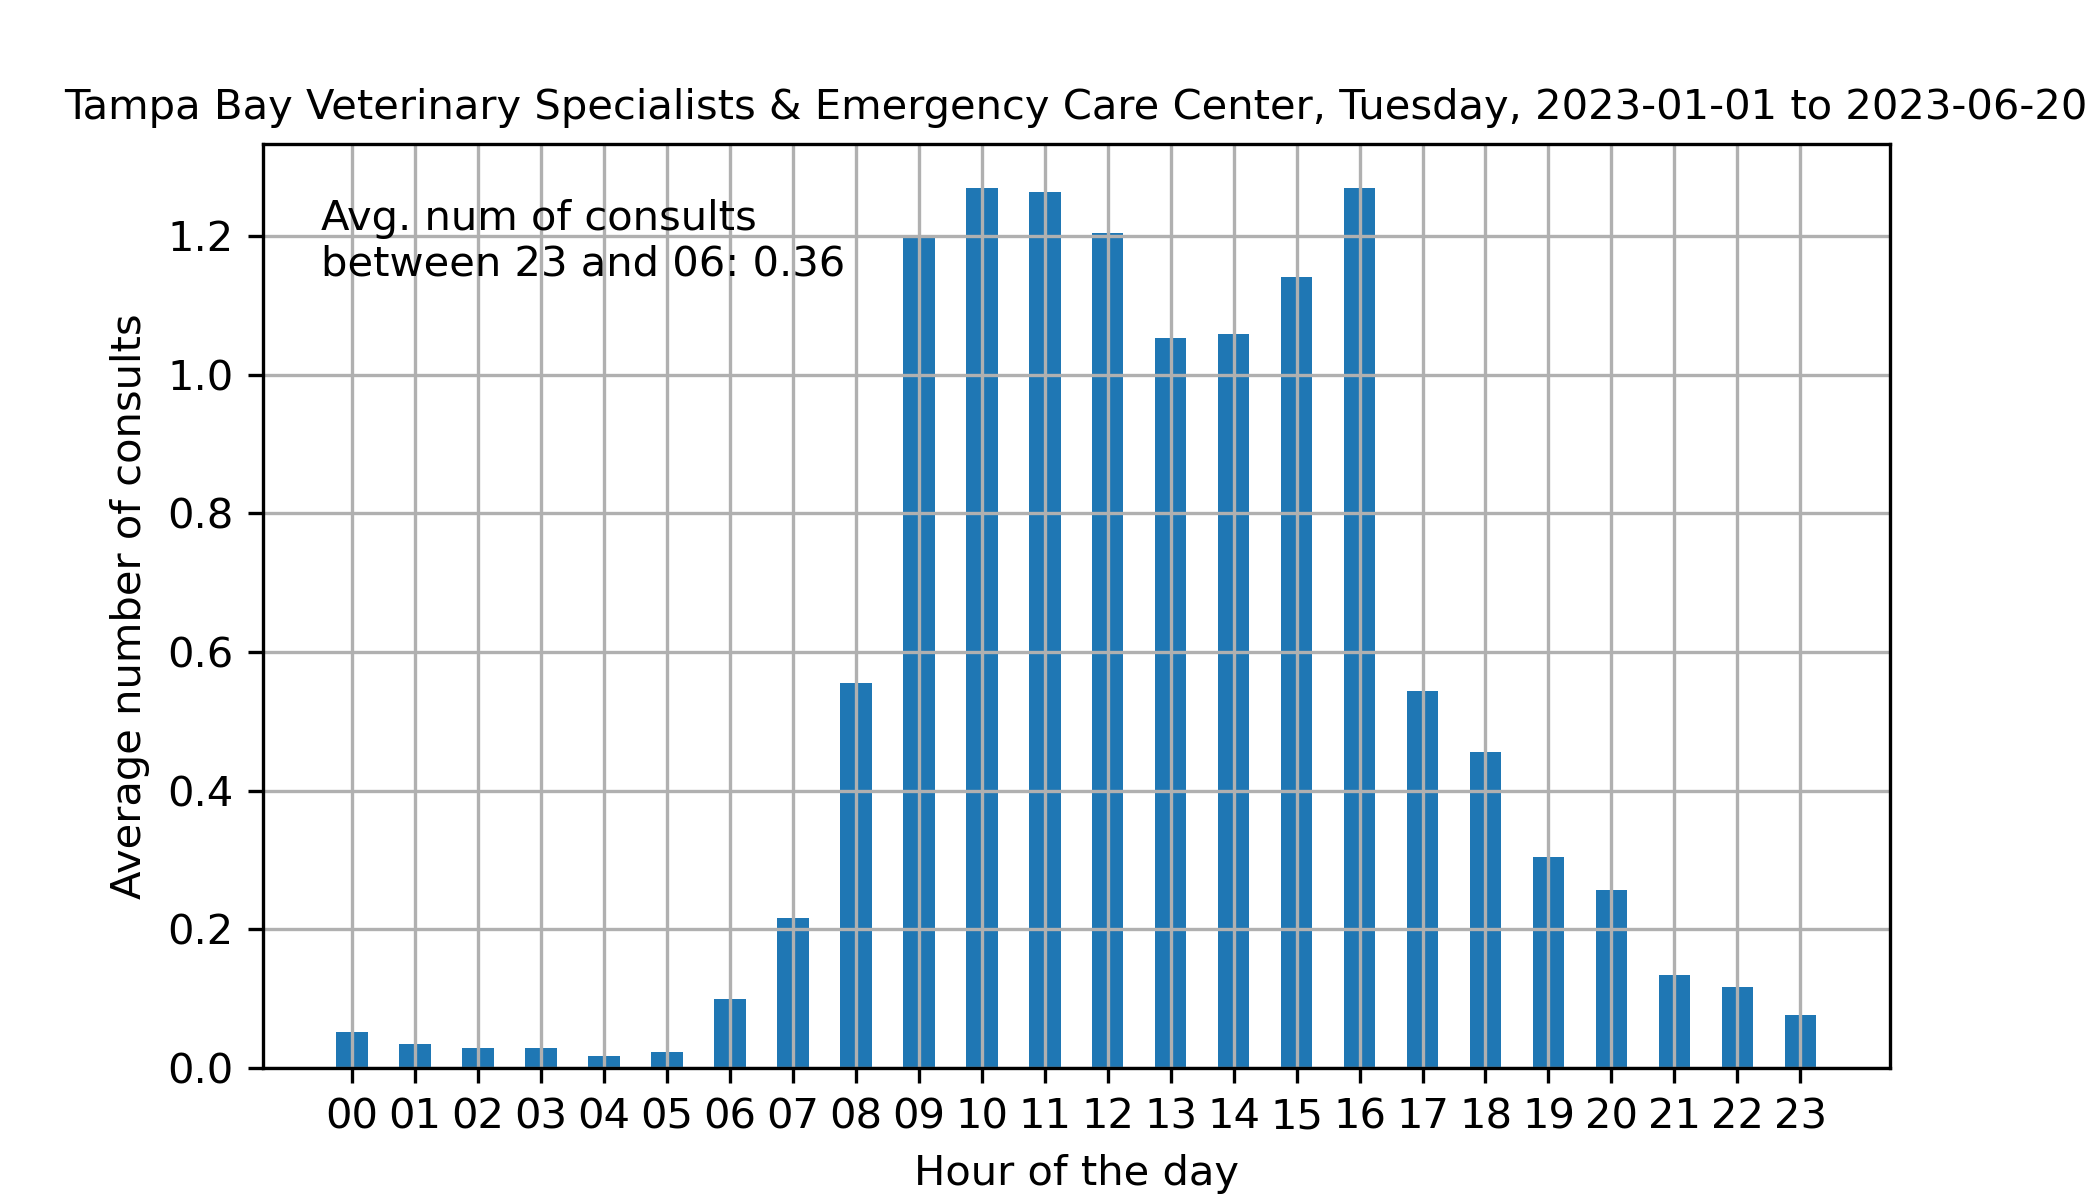 Tampa Bay Veterinary Specialists & Emergency Care Center, Tuesday, 2023-01-01 to 2023-06-20
Avg. num of consults
between 23 and 06: 0.36
Average number of consults
1.2
1.0
0.8
0.6
0.4
0.2
0.0
00 01 02 03 04 05 06 07 08 09 10 11 12 13 14 15 16 17 18 19 20 21 22 23
Hour of the day